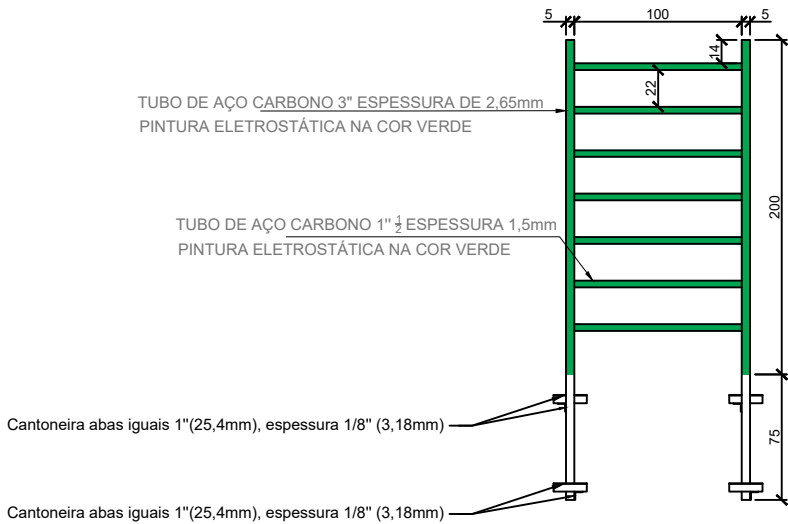 5 100 5
14
22
TUBO DE AÇO CARBONO 3" ESPESSURA DE 2,65mm
PINTURA ELETROSTÁTICA NA COR VERDE
200
TUBO DE AÇO CARBONO 1" ½ ESPESSURA 1,5mm
PINTURA ELETROSTÁTICA NA COR VERDE
Cantoneira abas iguais 1"(25,4mm), espessura 1/8" (3,18mm)
75
Cantoneira abas iguais 1"(25,4mm), espessura 1/8" (3,18mm)